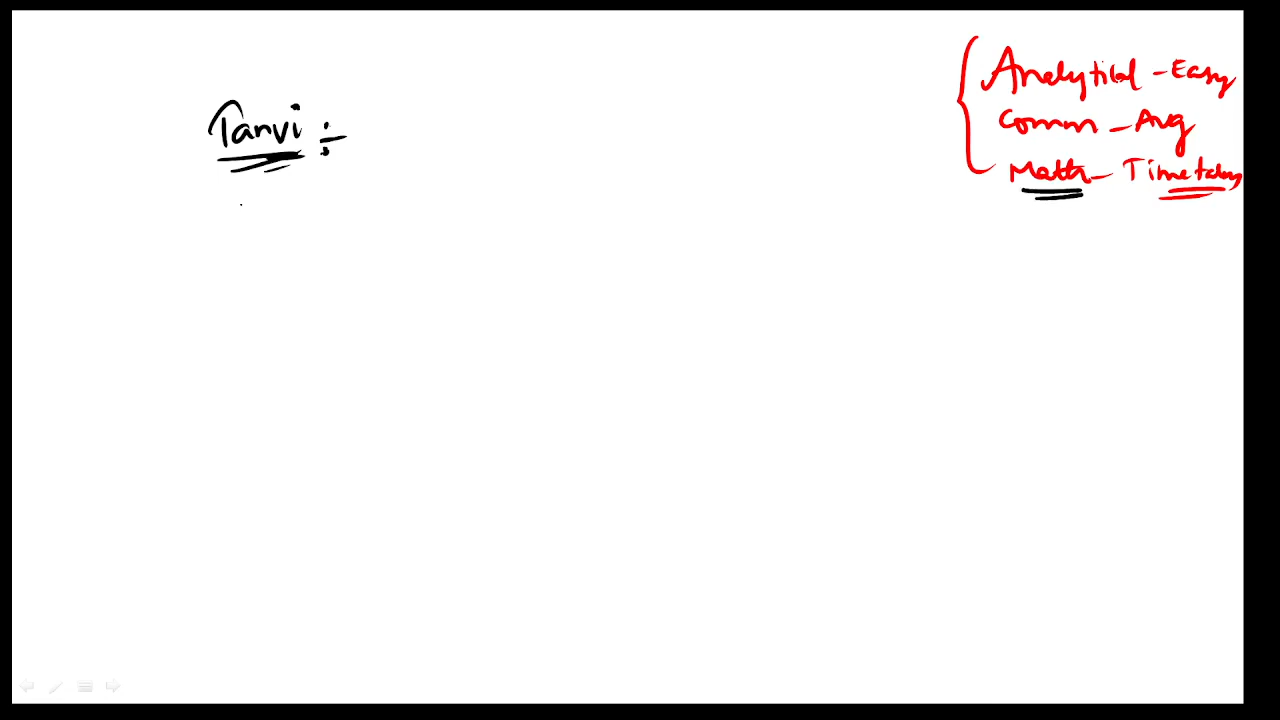 Tanvi :-
Analytical - Easy
Comm - Avg
Math - Timetaking